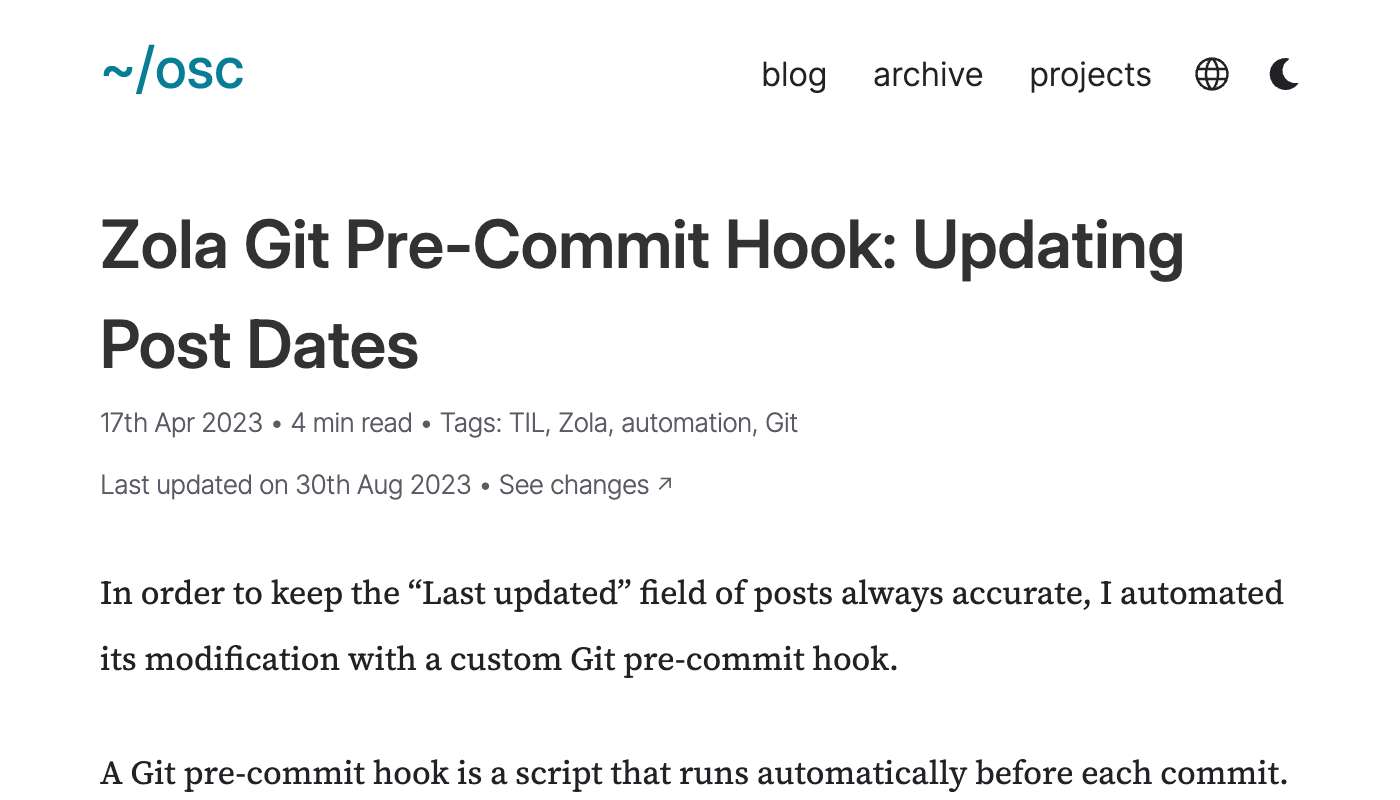 ~/osc
blog archive projects
Zola Git Pre-Commit Hook: Updating
Post Dates
17th Apr 2023 • 4 min read • Tags: TIL, Zola, automation, Git
Last updated on 30th Aug 2023 • See changes ↗
In order to keep the “Last updated” field of posts always accurate, I automated
its modification with a custom Git pre-commit hook.
A Git pre-commit hook is a script that runs automatically before each commit.